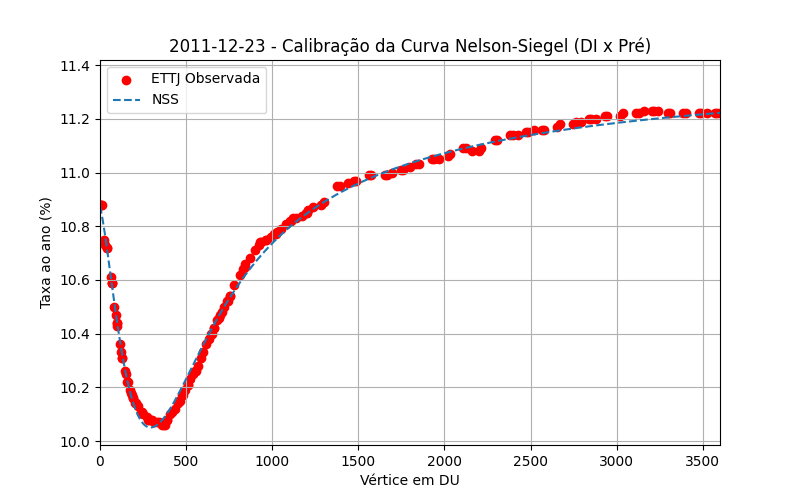 2011-12-23 - Calibração da Curva Nelson-Siegel (DI x Pré)
ETTJ Observada
NSS
Taxa ao ano (%)
11.4
11.2
11.0
10.8
10.6
10.4
10.2
10.0
0 500 1000 1500 2000 2500 3000 3500
Vértice em DU